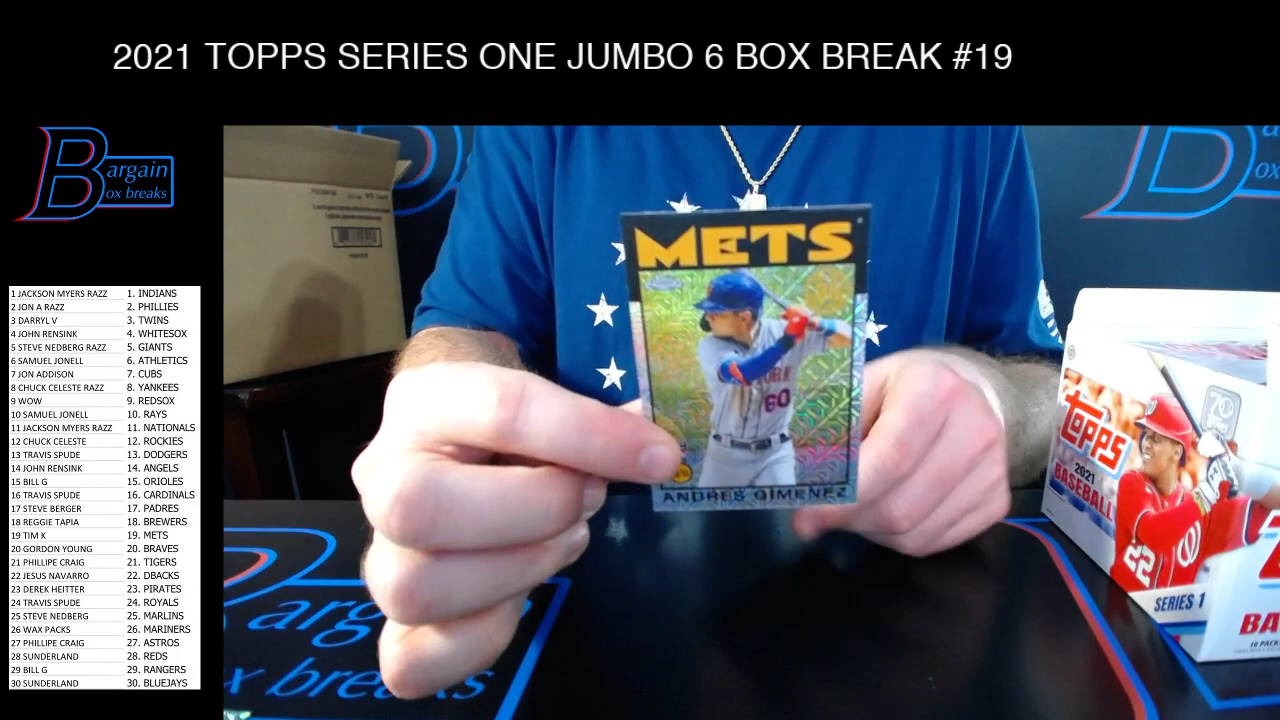 2021 TOPPS SERIES ONE JUMBO 6 BOX BREAK #19
Bargain
Box breaks
1 JACKSON MYERS RAZZ 1. INDIANS
2 JON A RAZZ 2. PHILLIES
3 DARRYL V 3. TWINS
4 JOHN RENSINK 4. WHITESOX
5 STEVE NEDBERG RAZZ 5. GIANTS
6 SAMUEL JONELL 6. ATHLETICS
7 JON ADDISON 7. CUBS
8 CHUCK CELESTE RAZZ 8. YANKEES
9 WOW 9. REDSOX
10 SAMUEL JONELL 10. RAYS
11 JACKSON MYERS RAZZ 11. NATIONALS
12 CHUCK CELESTE 12. ROCKIES
13 TRAVIS SPUDE 13. DODGERS
14 JOHN RENSINK 14. ANGELS
15 BILL G 15. ORIOLES
16 TRAVIS SPUDE 16. CARDINALS
17 STEVE BERGER 17. PADRES
18 REGGIE TAPIA 18. BREWERS
19 TIM K 19. METS
20 GORDON YOUNG 20. BRAVES
21 PHILLIPE CRAIG 21. TIGERS
22 JESUS NAVARRO 22. DBACKS
23 DEREK HEITTER 23. PIRATES
24 TRAVIS SPUDE 24. ROYALS
25 STEVE NEDBERG 25. MARLINS
26 WAX PACKS 26. MARINERS
27 PHILLIPE CRAIG 27. ASTROS
28 SUNDERLAND 28. REDS
29 BILL G 29. RANGERS
30 SUNDERLAND 30. BLUEJAYS
METS
YORK
60
ANDRES GIMENEZ
TOPPS
2021
BASEBALL
70
22
SERIES 1
BA
10 PACK
arg
x breaks